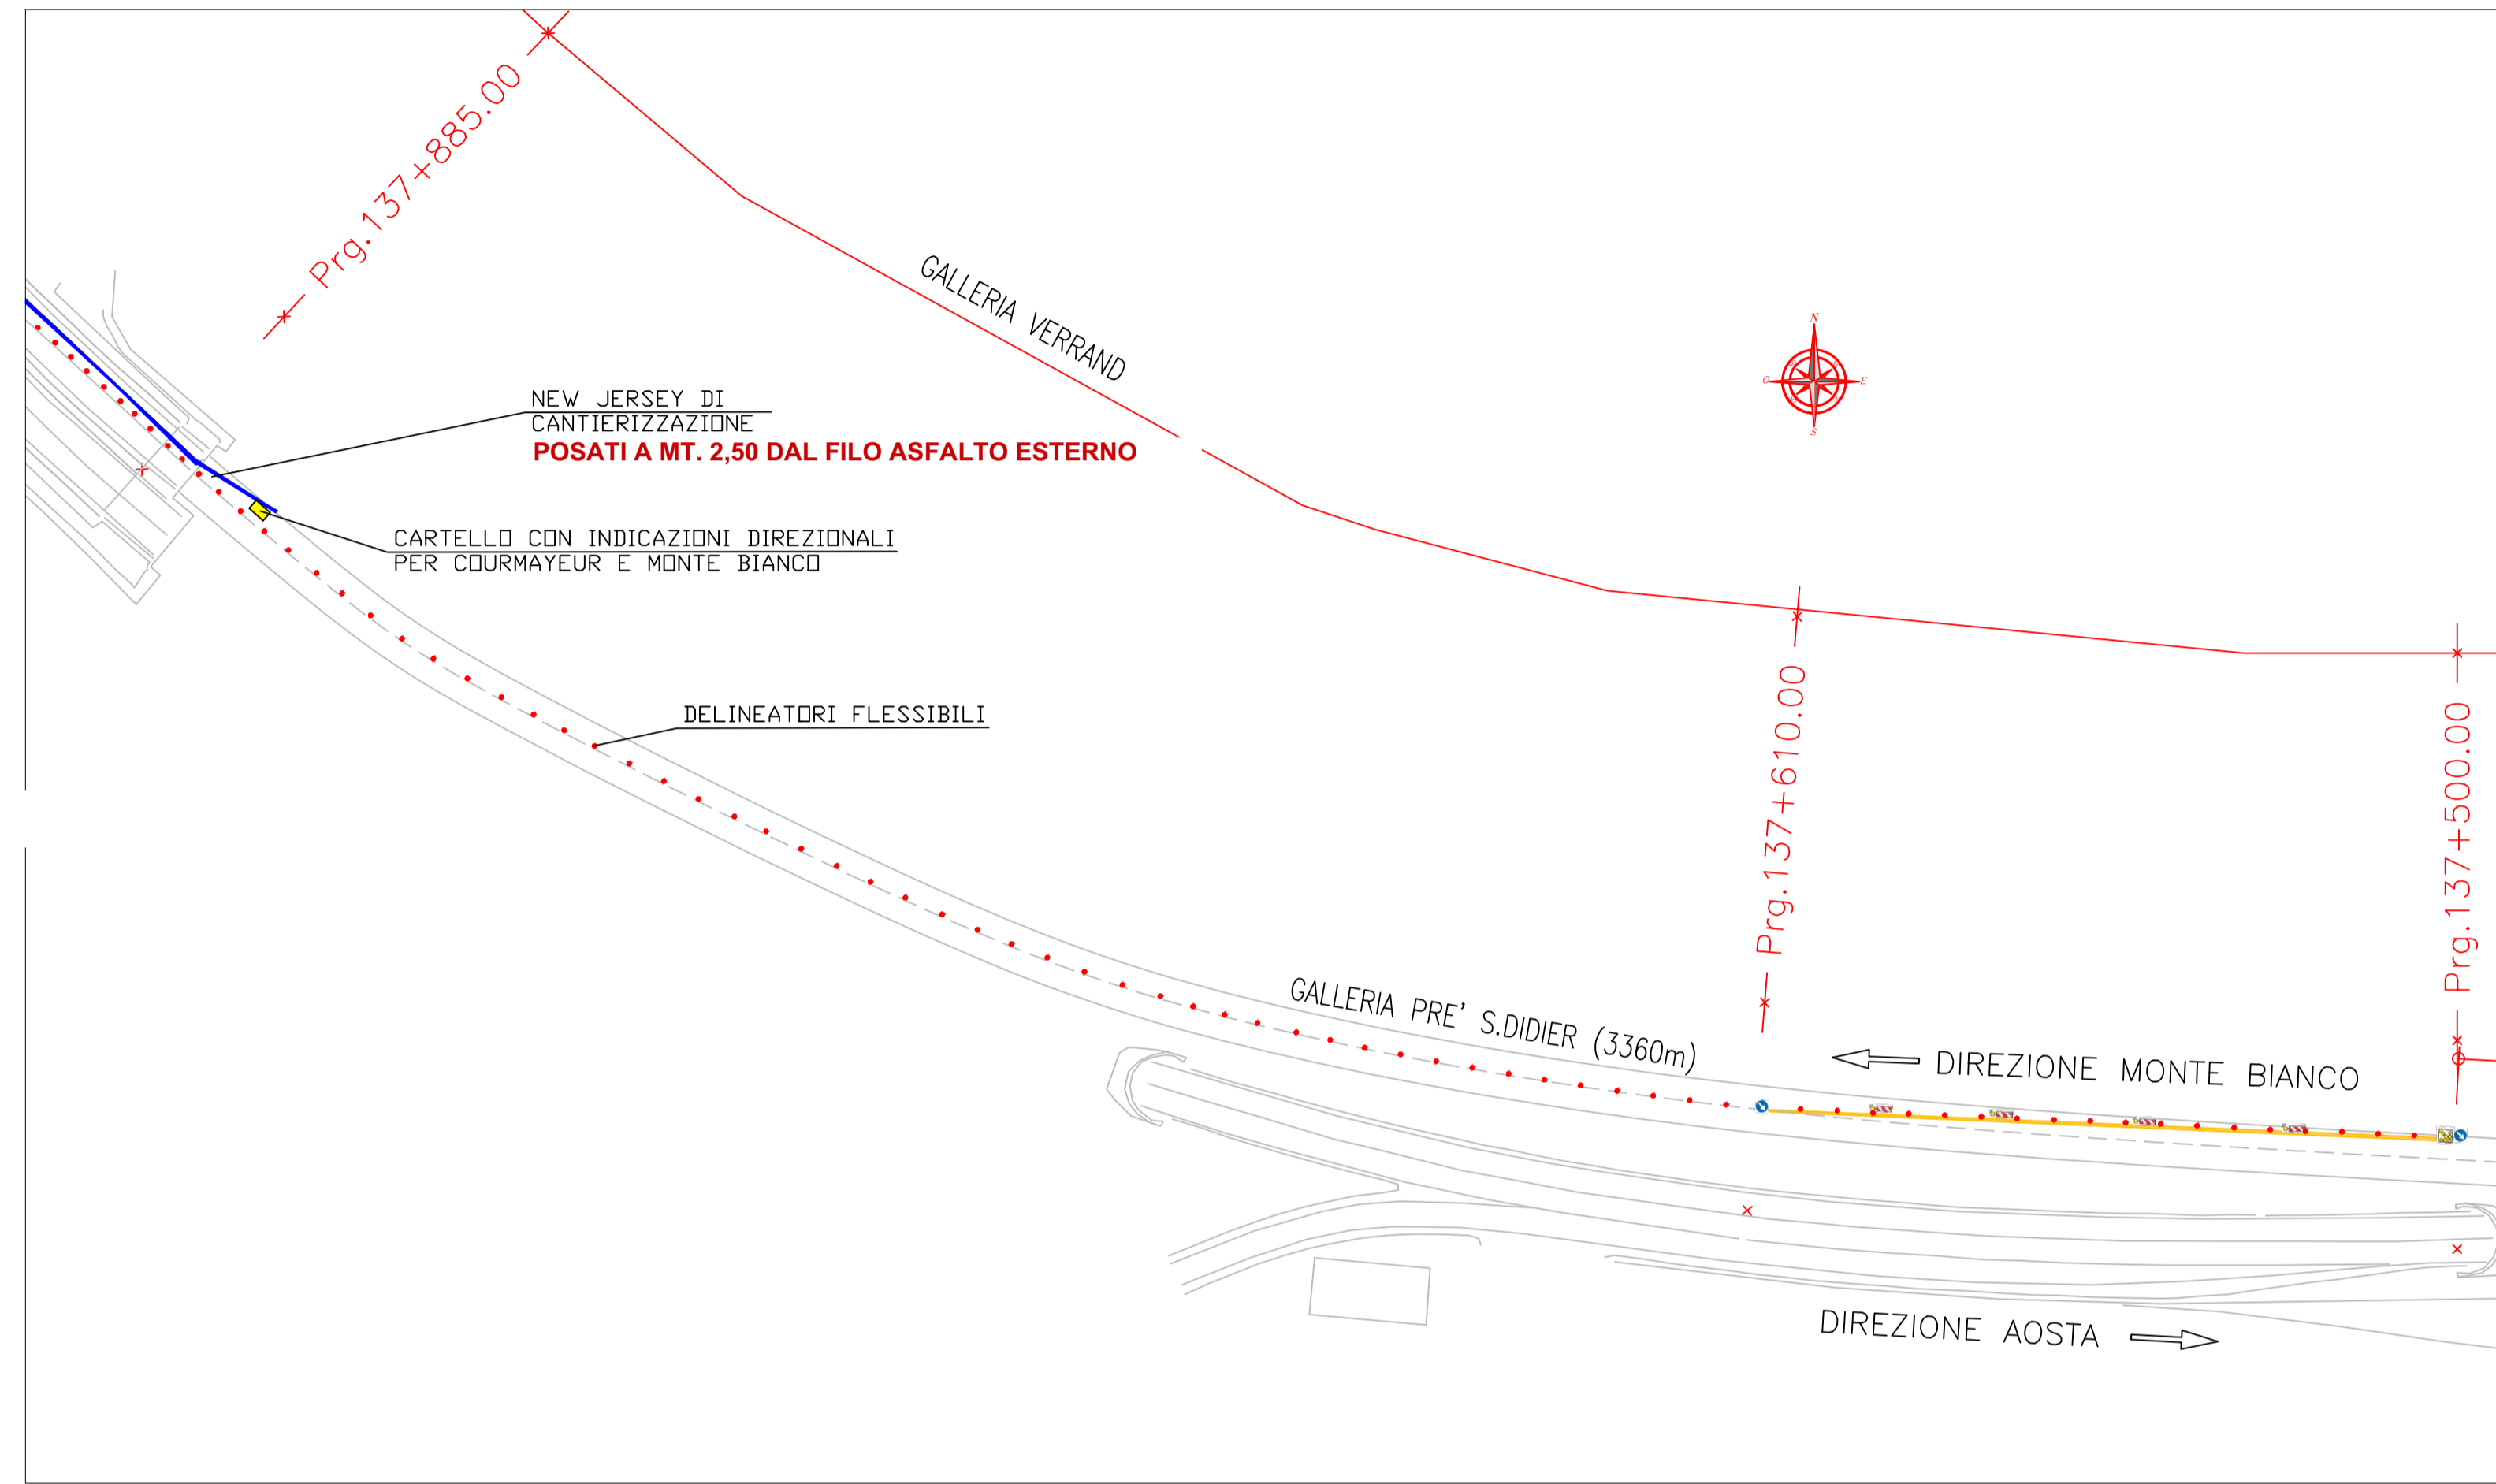 Prg.137+885.00
GALLERIA VERRAND
N
O
E
S
NEW JERSEY DI
CANTIERIZZAZIONE
POSATI A MT. 2,50 DAL FILO ASFALTO ESTERNO
CARTELLO CON INDICAZIONI DIREZIONALI
PER COURMAYEUR E MONTE BIANCO
DELINEATORI FLESSIBILI
Prg.137+610.00
Prg.137+500.00
GALLERIA PRE' S.DIDIER (3360m)
DIREZIONE MONTE BIANCO
DIREZIONE AOSTA